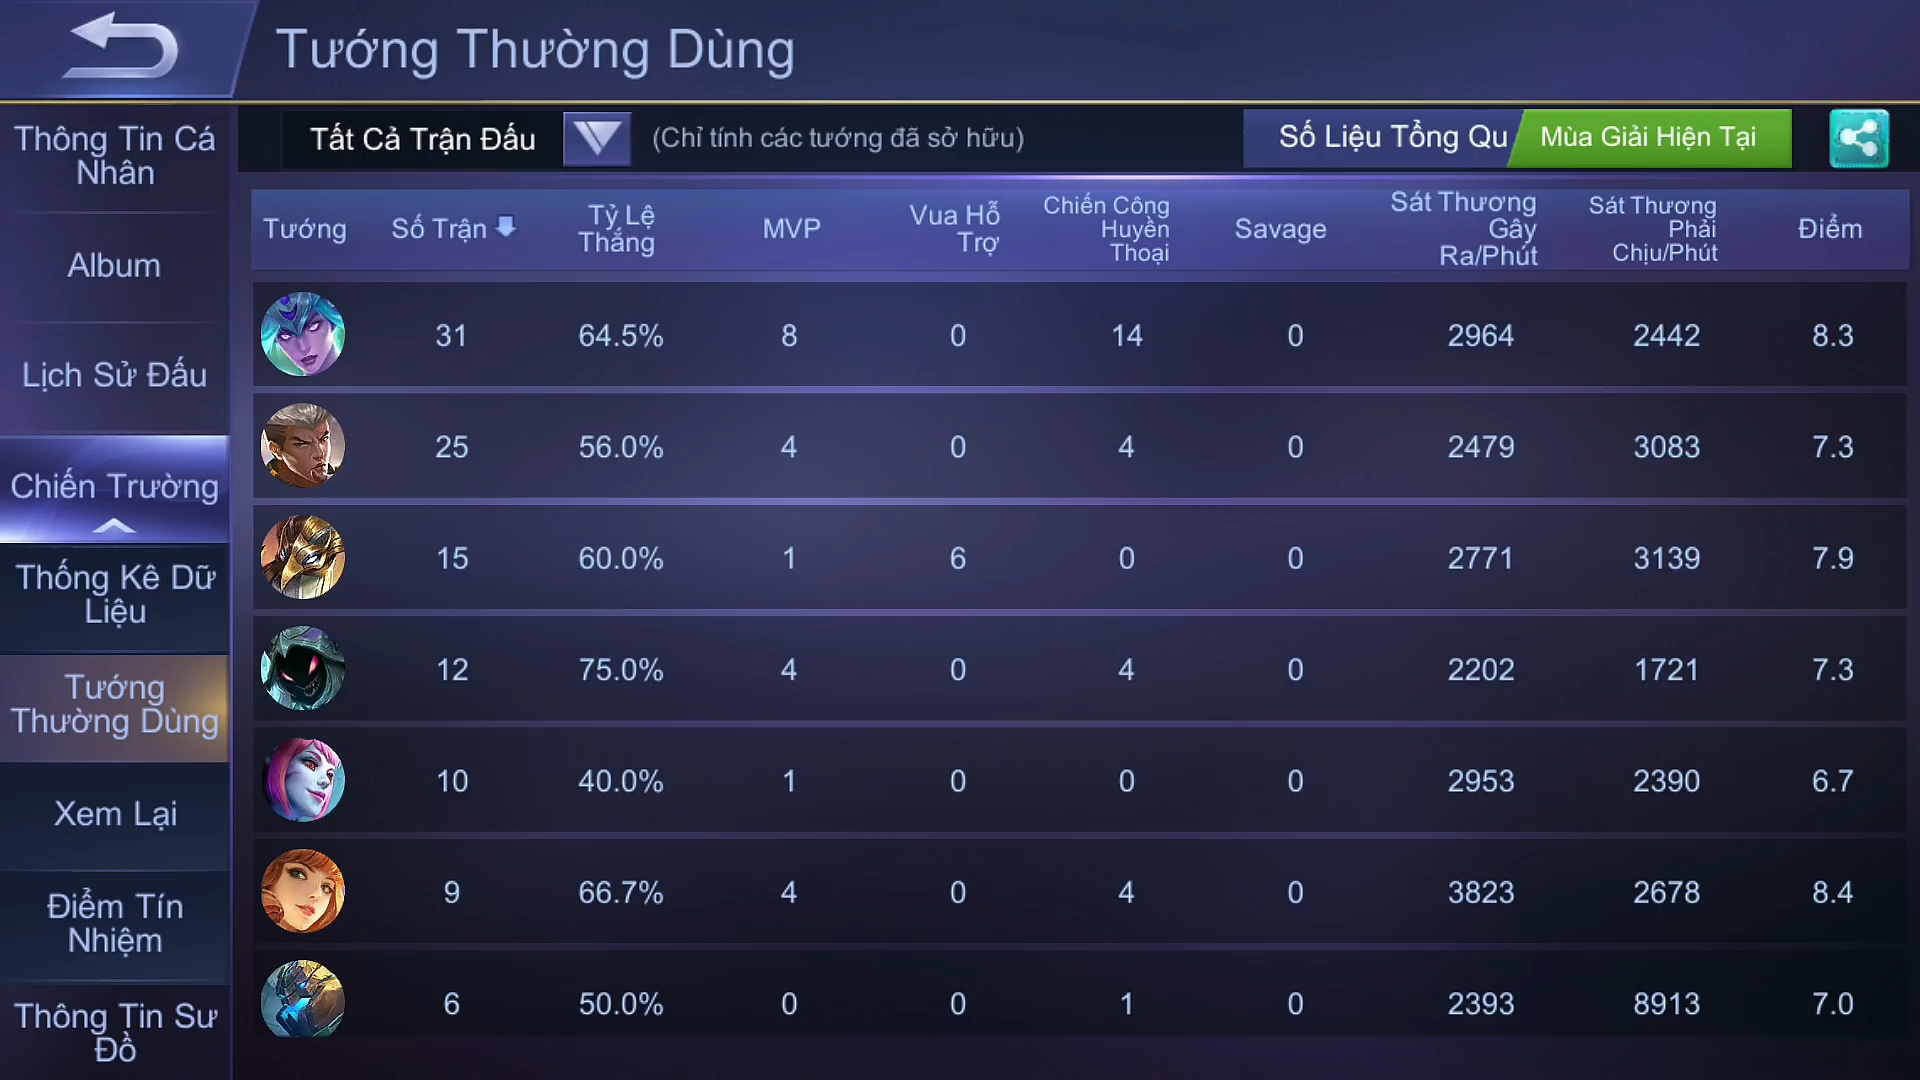 Tướng Thường Dùng
Thông Tin Cá
Nhân
Album
Lịch Sử Đấu
Chiến Trường
Thống Kê Dữ
Liệu
Tướng
Thường Dùng
Xem Lại
Điểm Tín
Nhiệm
Thông Tin Sư
Đồ
Tất Cả Trận Đấu
(Chỉ tính các tướng đã sở hữu)
Số Liệu Tổng Qu
Mùa Giải Hiện Tại
Tướng
Số Trận
Tỷ Lệ
Thắng
MVP
Vua Hỗ
Trợ
Chiến Công
Huyền
Thoại
Savage
Sát Thương
Gây
Ra/Phút
Sát Thương
Phải
Chịu/Phút
Điểm
31 64.5% 8 0 14 0 2964 2442 8.3
25 56.0% 4 0 4 0 2479 3083 7.3
15 60.0% 1 6 0 0 2771 3139 7.9
12 75.0% 4 0 4 0 2202 1721 7.3
10 40.0% 1 0 0 0 2953 2390 6.7
9 66.7% 4 0 4 0 3823 2678 8.4
6 50.0% 0 0 1 0 2393 8913 7.0